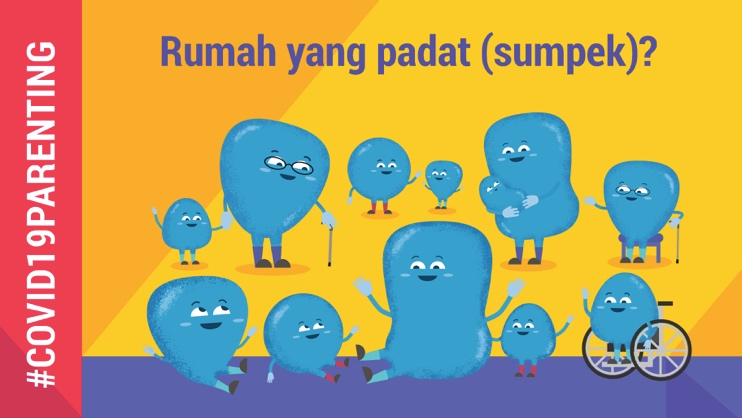 #COVID19PARENTING
Rumah yang padat (sumpek)?